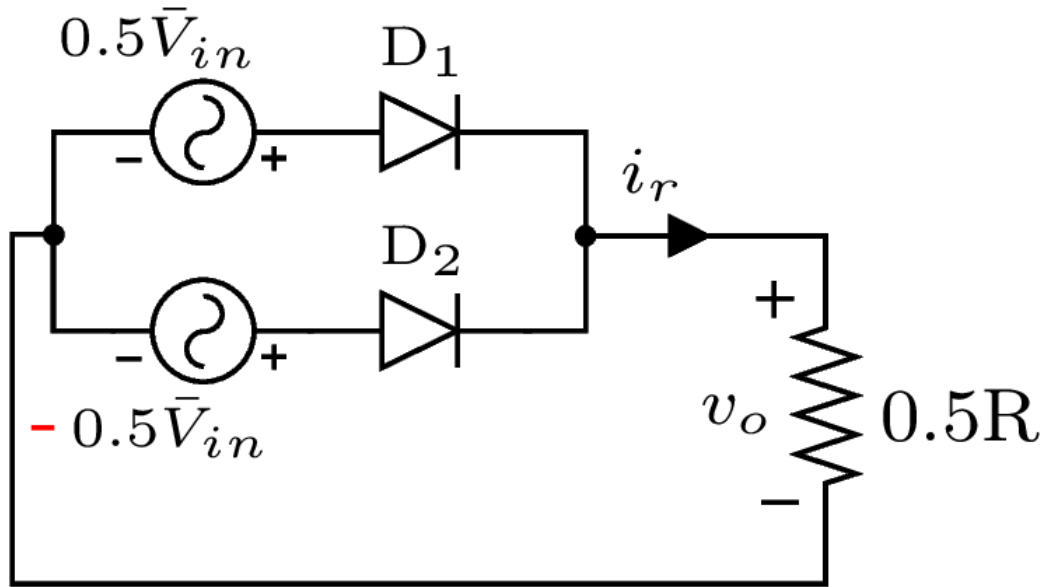 0.5V̄ᵢₙ
D₁
− +
iᵣ
D₂
+
− +
- 0.5V̄ᵢₙ
vₒ 0.5R
−